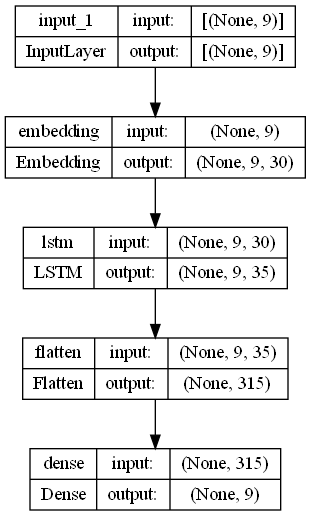 input_1 input: [(None, 9)]
InputLayer output: [(None, 9)]
embedding input: (None, 9)
Embedding output: (None, 9, 30)
lstm input: (None, 9, 30)
LSTM output: (None, 9, 35)
flatten input: (None, 9, 35)
Flatten output: (None, 315)
dense input: (None, 315)
Dense output: (None, 9)